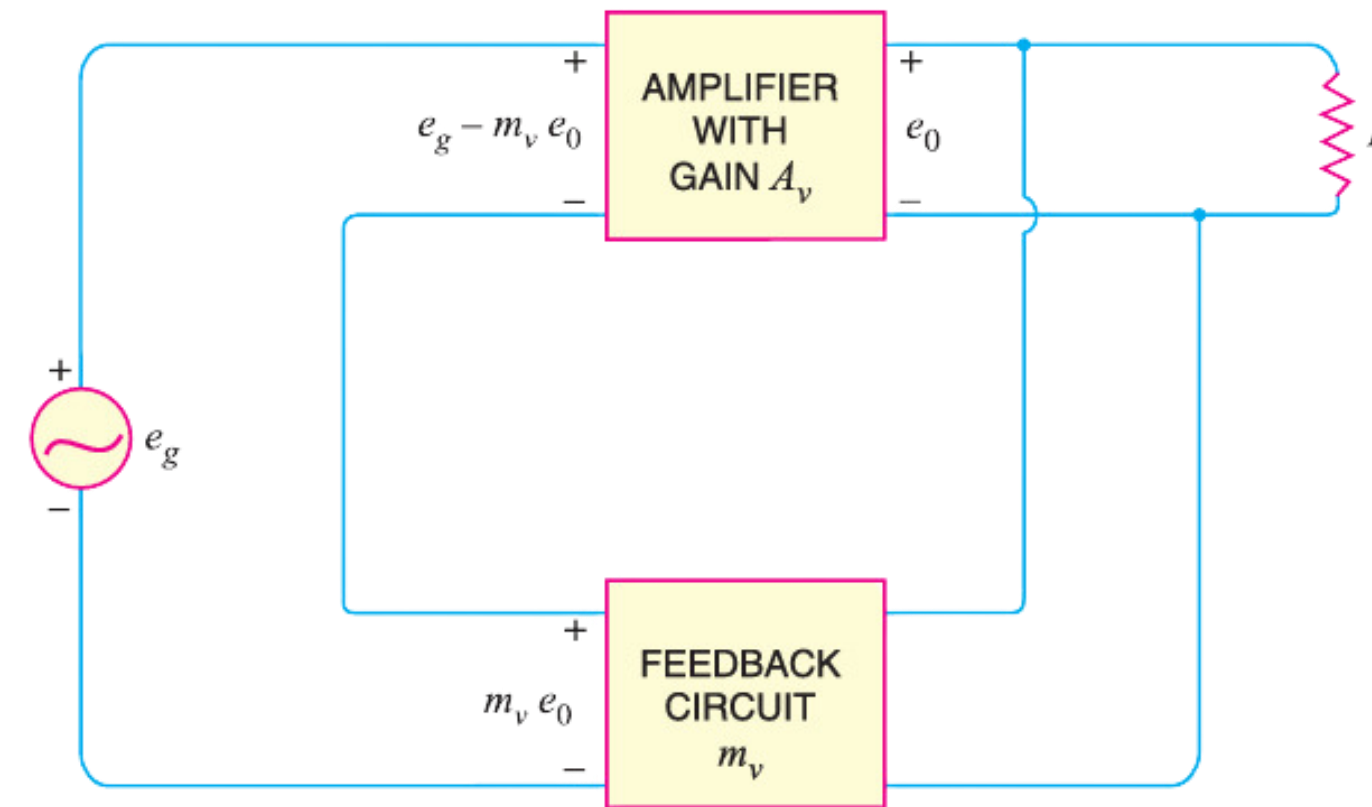 +
+
AMPLIFIER
WITH
GAIN A_v
e_g – m_v e_0
e_0
–
–
+
e_g
–
+
FEEDBACK
CIRCUIT
m_v
m_v e_0
–